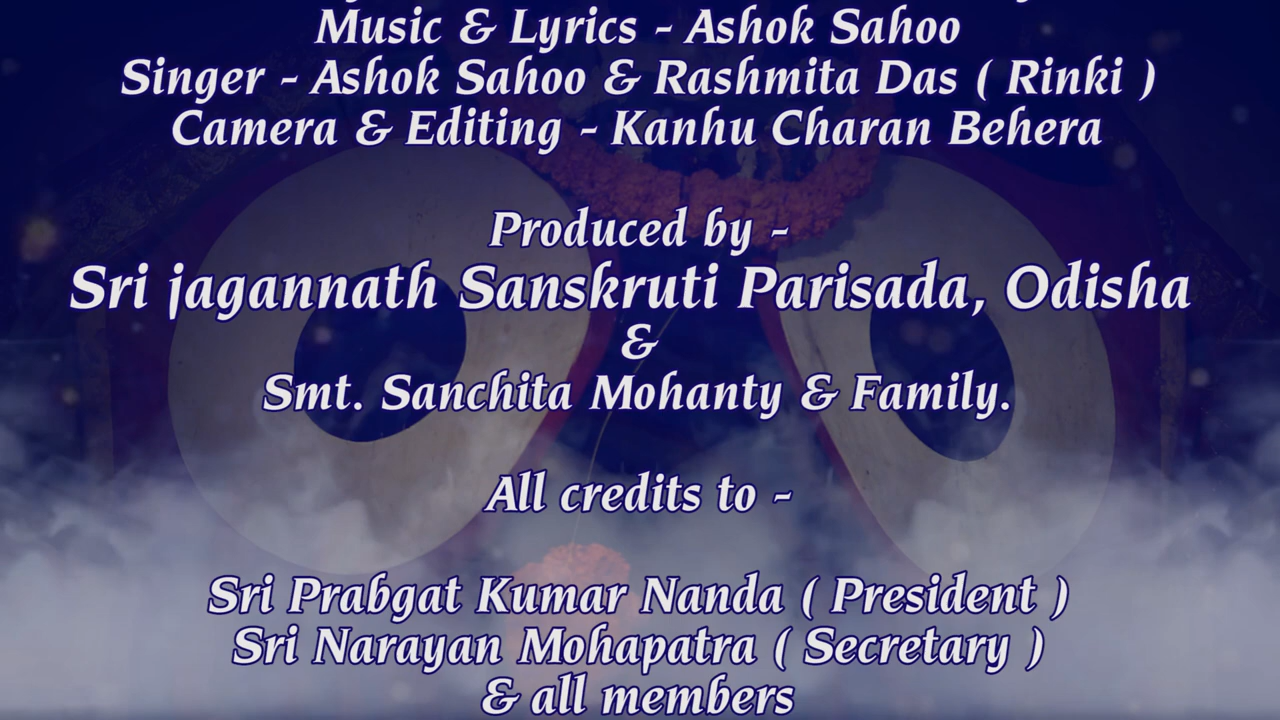 Music & Lyrics - Ashok Sahoo
Singer - Ashok Sahoo & Rashmita Das ( Rinki )
Camera & Editing - Kanhu Charan Behera
Produced by -
Sri jagannath Sanskruti Parisada, Odisha
&
Smt. Sanchita Mohanty & Family.
All credits to -
Sri Prabgat Kumar Nanda ( President )
Sri Narayan Mohapatra ( Secretary )
& all members